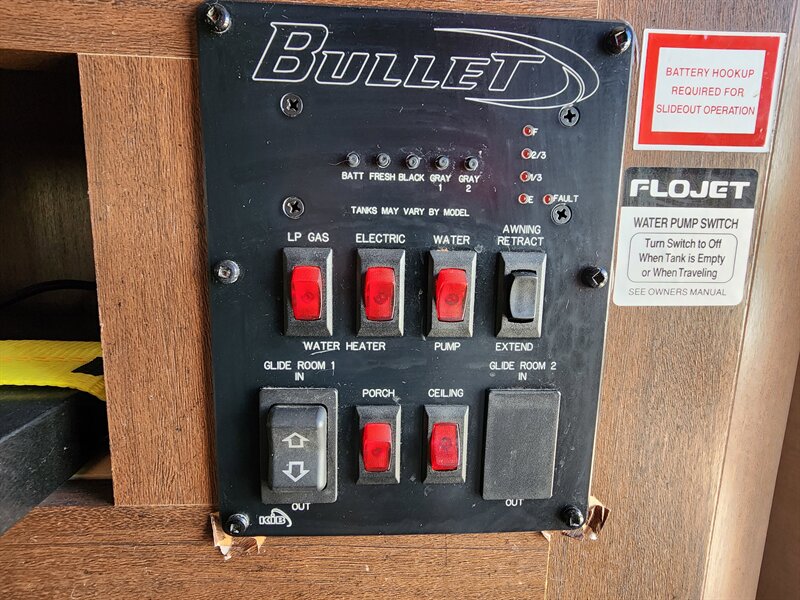 BULLET
F
2/3
1/3
E FAULT
BATT FRESH BLACK GRAY 1 GRAY 2
TANKS MAY VARY BY MODEL
LP GAS ELECTRIC WATER AWNING RETRACT
WATER HEATER PUMP EXTEND
GLIDE ROOM 1 IN
PORCH CEILING
GLIDE ROOM 2 IN
OUT
OUT
KIB
BATTERY HOOKUP
REQUIRED FOR
SLIDEOUT OPERATION
FLOJET
WATER PUMP SWITCH
Turn Switch to Off
When Tank is Empty
or When Traveling
SEE OWNERS MANUAL